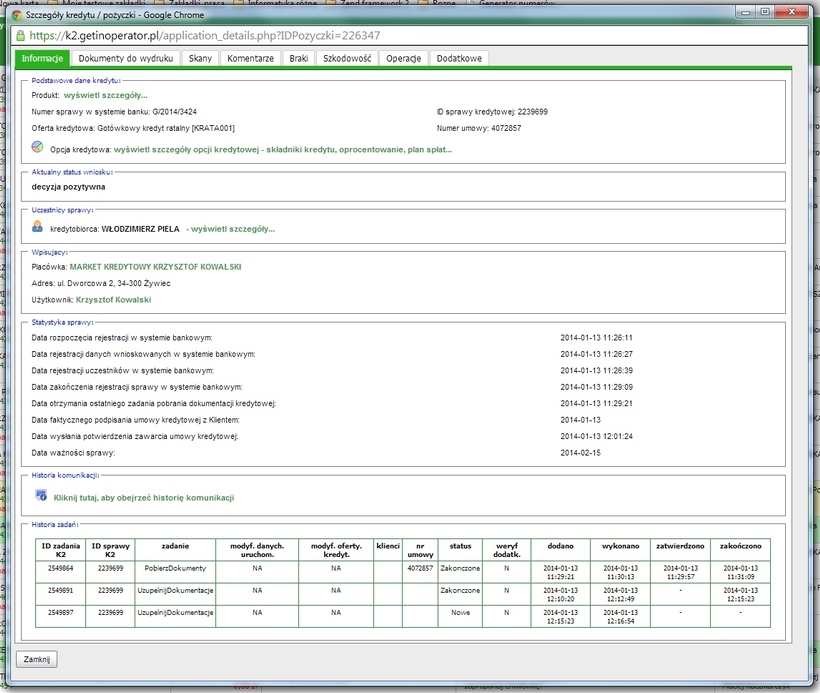 Szczegóły kredytu / pożyczki - Google Chrome
https://k2.getinoperator.pl/application_details.php?IDPozyczki=226347
Informacje Dokumenty do wydruku Skany Komentarze Braki Szkodowość Operacje Dodatkowe
Podstawowe dane kredytu:
Produkt: wyświetl szczegóły...
Numer sprawy w systemie banku: G/2014/3424 ID sprawy kredytowej: 2239699
Oferta kredytowa: Gotówkowy kredyt ratalny [KRATA001] Numer umowy: 4072857
Opcja kredytowa: wyświetl szczegóły opcji kredytowej - składniki kredytu, oprocentowanie, plan spłat...
Aktualny status wniosku:
decyzja pozytywna
Uczestnicy sprawy:
kredytobiorca: WŁODZIMIERZ PIELA - wyświetl szczegóły...
Wpisujący:
Placówka: MARKET KREDYTOWY KRZYSZTOF KOWALSKI
Adres: ul. Dworcowa 2, 34-300 Żywiec
Użytkownik: Krzysztof Kowalski
Statystyka sprawy:
Data rozpoczęcia rejestracji w systemie bankowym: 2014-01-13 11:26:11
Data rejestracji danych wnioskowanych w systemie bankowym: 2014-01-13 11:26:27
Data rejestracji uczestników w systemie bankowym: 2014-01-13 11:26:39
Data zakończenia rejestracji sprawy w systemie bankowym: 2014-01-13 11:29:09
Data otrzymania ostatniego zadania pobrania dokumentacji kredytowej: 2014-01-13 11:29:21
Data faktycznego podpisania umowy kredytowej z Klientem: 2014-01-13
Data wysłania potwierdzenia zawarcia umowy kredytowej: 2014-01-13 12:01:24
Data ważności sprawy: 2014-02-15
Historia komunikacji:
Kliknij tutaj, aby obejrzeć historię komunikacji
Historia zadań:
ID zadania K2 ID sprawy K2 zadanie modyf. danych. uruchom. modyf. oferty. kredyt. klienci nr umowy status weryf dodatk. dodano wykonano zatwierdzono zakończono
2549864 2239699 PobierzDokumenty NA NA 4072857 Zakonczone N 2014-01-13 11:29:21 2014-01-13 11:30:13 2014-01-13 11:29:57 2014-01-13 11:31:09
2549891 2239699 UzupelnijDokumentacje NA NA Zakonczone N 2014-01-13 12:10:20 2014-01-13 12:12:49 - 2014-01-13 12:15:23
2549897 2239699 UzupelnijDokumentacje NA NA Nowe N 2014-01-13 12:15:23 2014-01-13 12:16:54 - -
Zamknij